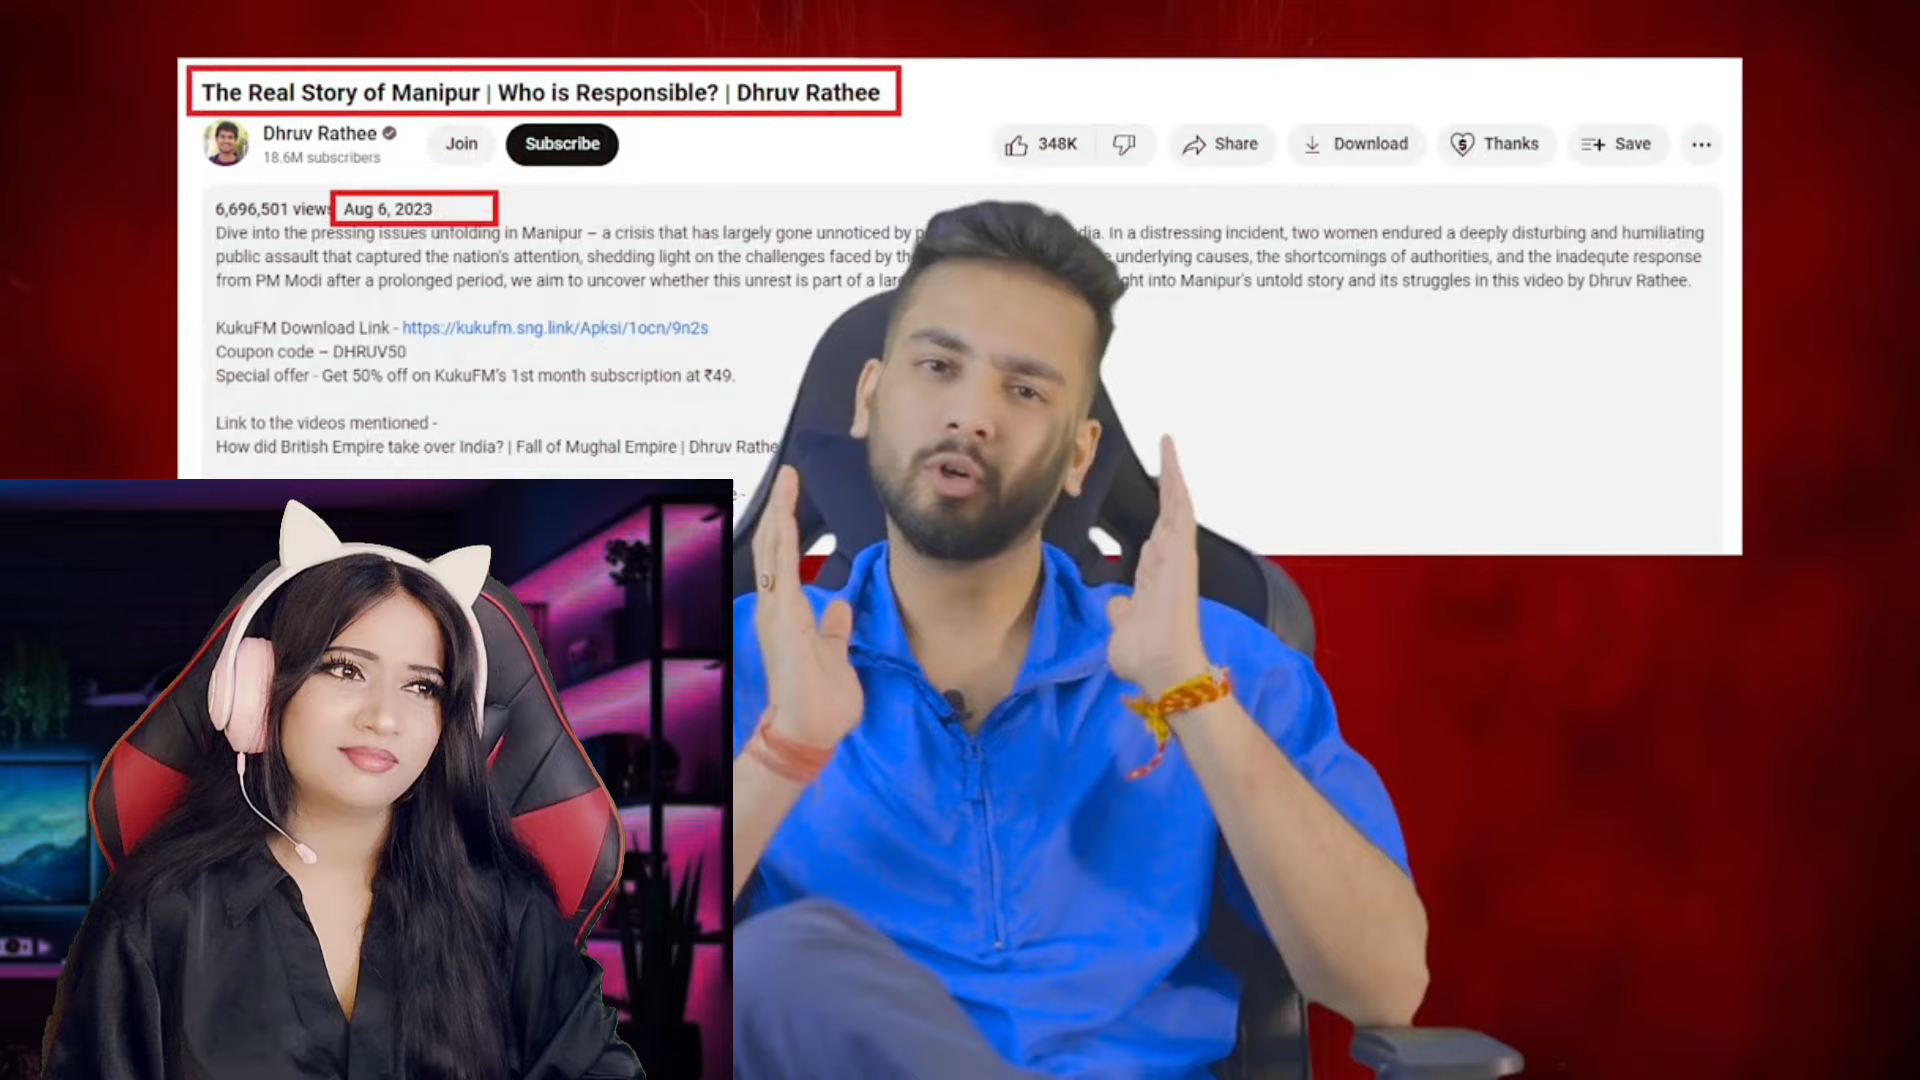 The Real Story of Manipur | Who is Responsible? | Dhruv Rathee
Dhruv Rathee
18.6M subscribers
Join
Subscribe
348K
Share
Download
Thanks
Save
6,696,501 views Aug 6, 2023
Dive into the pressing issues unfolding in Manipur – a crisis that has largely gone unnoticed by In a distressing incident, two women endured a deeply disturbing and humiliating
public assault that captured the nation's attention, shedding light on the challenges faced by underlying causes, the shortcomings of authorities, and the inadequte response
from PM Modi after a prolonged period, we aim to uncover whether this unrest is part of a into Manipur's untold story and its struggles in this video by Dhruv Rathee.
KukuFM Download Link - https://kukufm.sng.link/Apksi/1ocn/9n2s
Coupon code – DHRUV50
Special offer - Get 50% off on KukuFM's 1st month subscription at ₹49.
Link to the videos mentioned -
How did British Empire take over India? | Fall of Mughal Empire | Dhruv Rathe